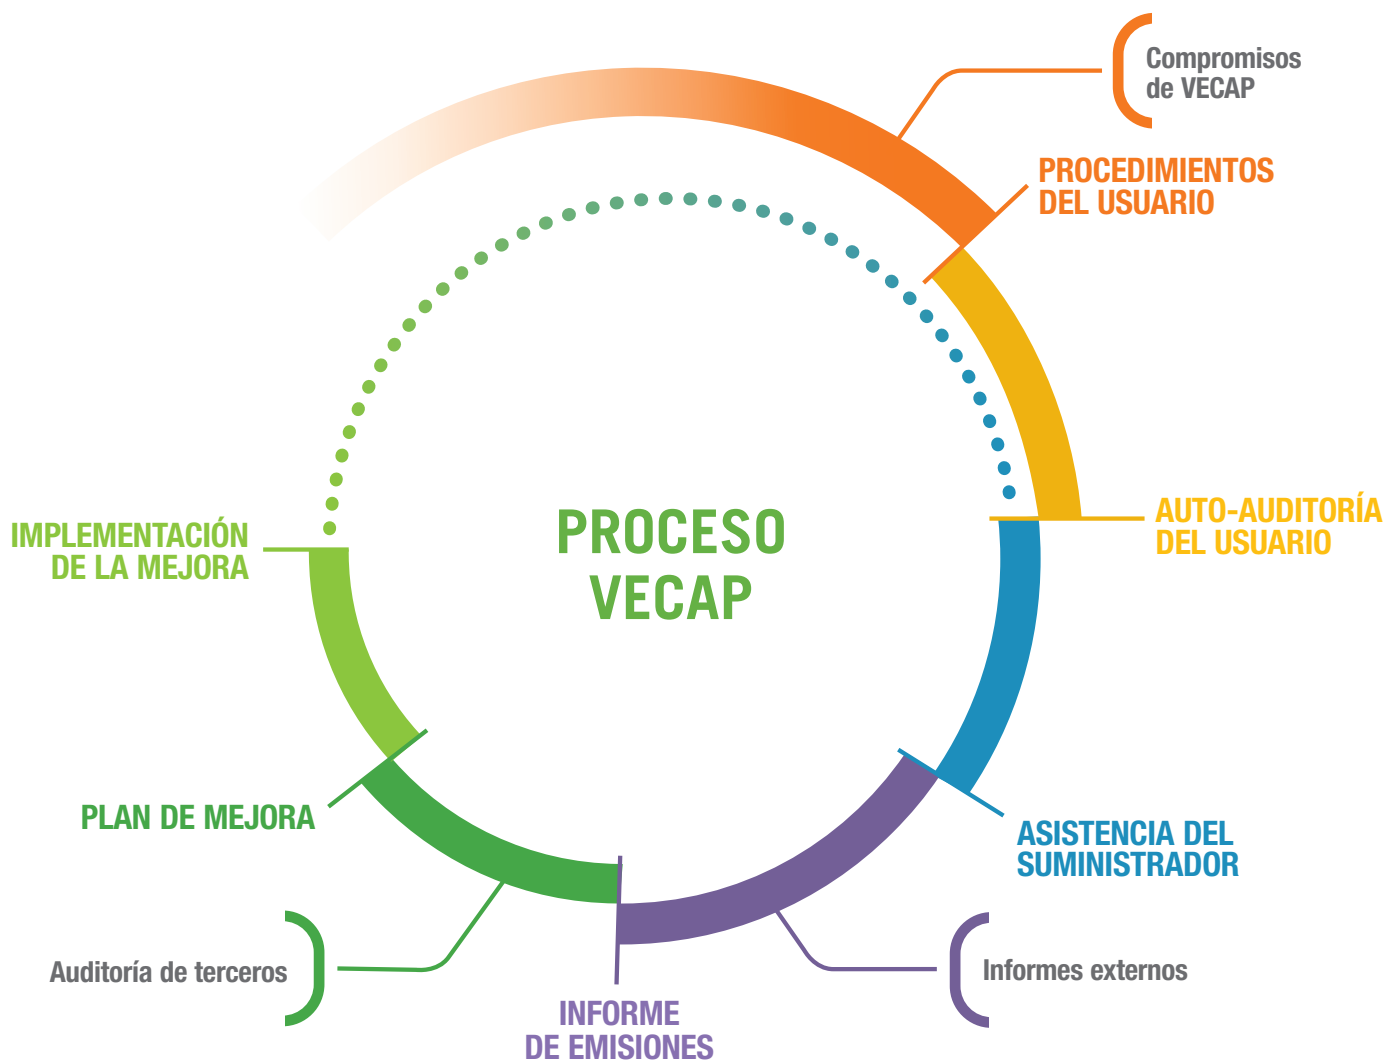 Compromisos
de VECAP
PROCEDIMIENTOS
DEL USUARIO
AUTO-AUDITORÍA
DEL USUARIO
PROCESO
VECAP
IMPLEMENTACIÓN
DE LA MEJORA
PLAN DE MEJORA
ASISTENCIA DEL
SUMINISTRADOR
Auditoría de terceros
Informes externos
INFORME
DE EMISIONES